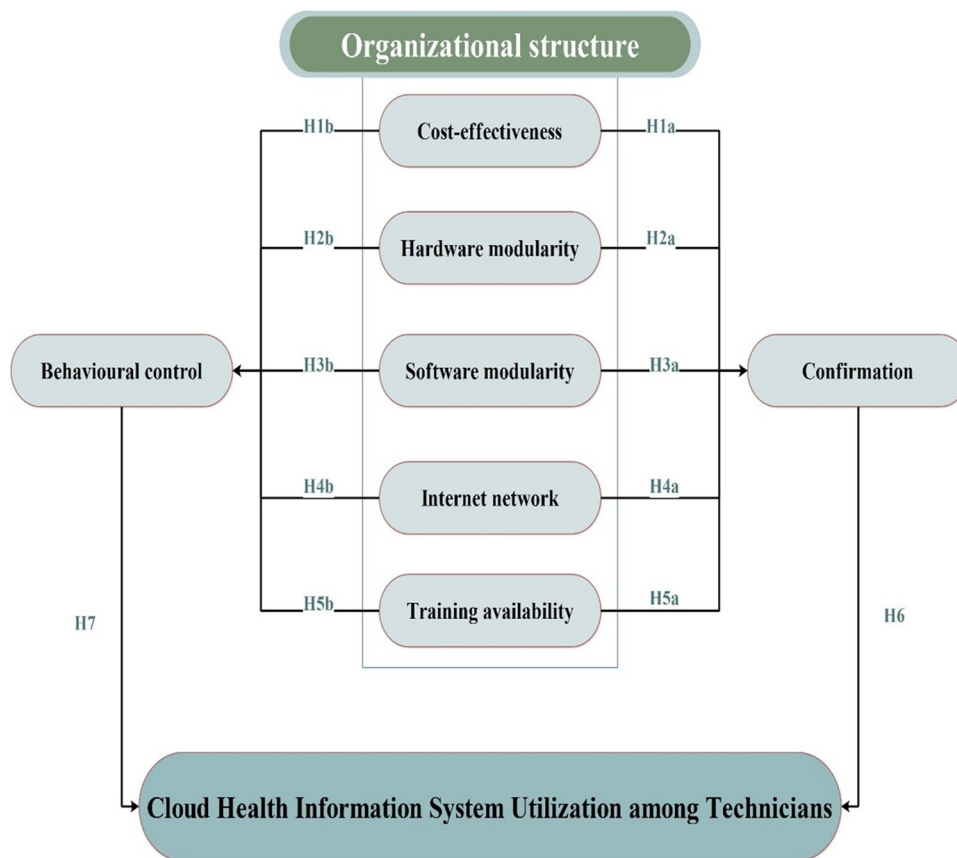 Organizational structure
H1b
Cost-effectiveness
H1a
H2b
Hardware modularity
H2a
Behavioural control
H3b
Software modularity
H3a
Confirmation
H4b
Internet network
H4a
H5b
Training availability
H5a
H7
H6
Cloud Health Information System Utilization among Technicians